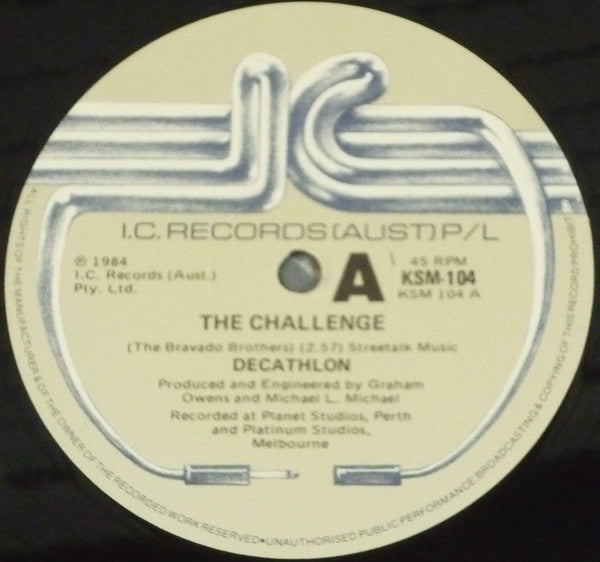 I.C.
I.C. RECORDS (AUST) P/L
℗ 1984
I.C. Records (Aust.)
Pty. Ltd.
A
45 RPM
KSM-104
KSM 104 A
THE CHALLENGE
(The Bravado Brothers) (2.57) Streetalk Music
DECATHLON
Produced and Engineered by Graham
Owens and Michael L. Michael
Recorded at Planet Studios, Perth
and Platinum Studios,
Melbourne
ALL RIGHTS OF THE MANUFACTURER & OF THE OWNER OF THE RECORDED WORK RESERVED•UNAUTHORISED PUBLIC PERFORMANCE, BROADCASTING & COPYING OF THIS RECORD PROHIBIT